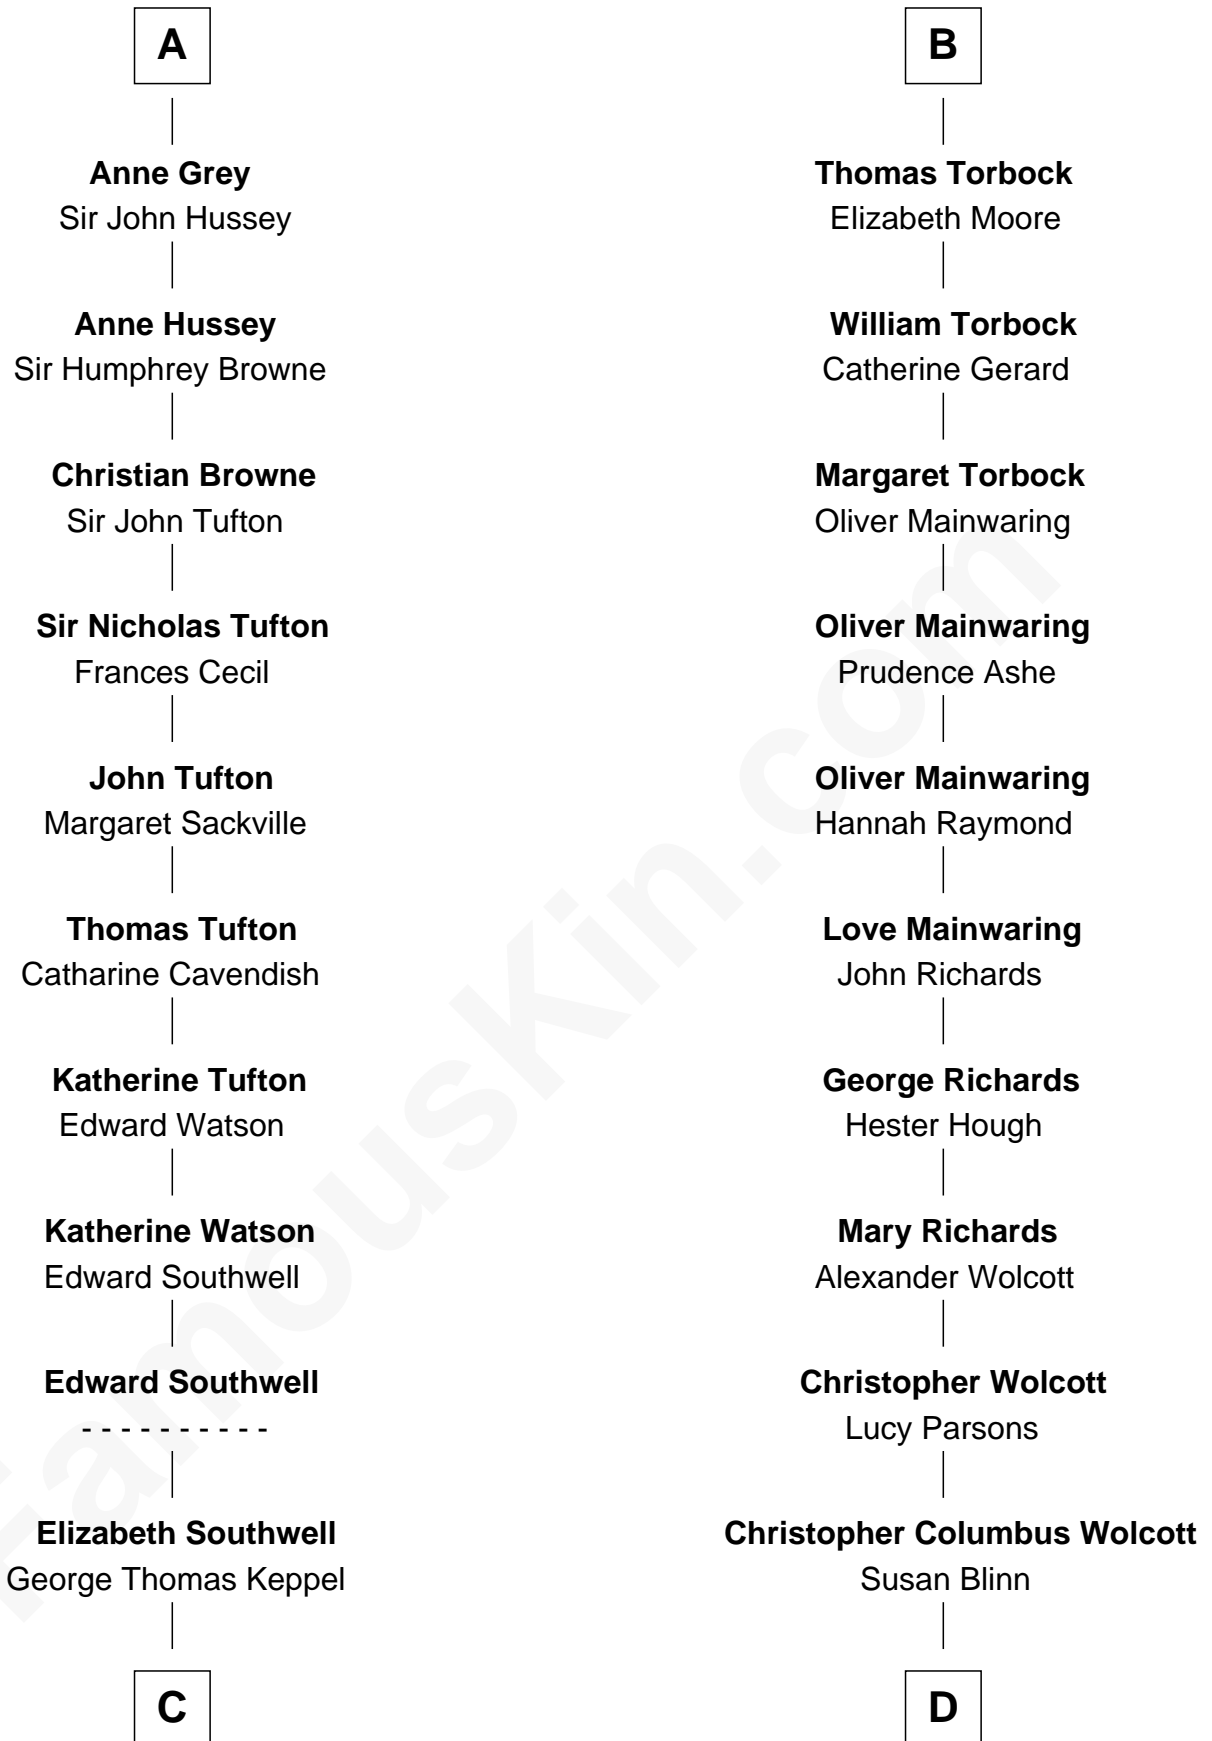 A
Anne Grey
Sir John Hussey
Anne Hussey
Sir Humphrey Browne
Christian Browne
Sir John Tufton
Sir Nicholas Tufton
Frances Cecil
John Tufton
Margaret Sackville
Thomas Tufton
Catharine Cavendish
Katherine Tufton
Edward Watson
Katherine Watson
Edward Southwell
Edward Southwell
- - - - - - - - - -
Elizabeth Southwell
George Thomas Keppel
C
B
Thomas Torbock
Elizabeth Moore
William Torbock
Catherine Gerard
Margaret Torbock
Oliver Mainwaring
Oliver Mainwaring
Prudence Ashe
Oliver Mainwaring
Hannah Raymond
Love Mainwaring
John Richards
George Richards
Hester Hough
Mary Richards
Alexander Wolcott
Christopher Wolcott
Lucy Parsons
Christopher Columbus Wolcott
Susan Blinn
D
FamousKin.com